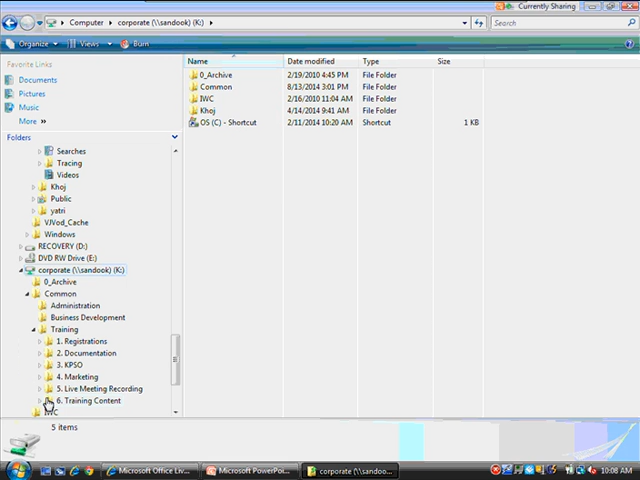 Currently Sharing
Computer ▸ corporate (\\sandook) (K:) ▸
Search
Organize Views Burn
Favorite Links
Documents
Pictures
Music
More »
Folders
Searches
Tracing
Videos
Khoj
Public
yatri
VJVod_Cache
Windows
RECOVERY (D:)
DVD RW Drive (E:)
corporate (\\sandook) (K:)
0_Archive
Common
Administration
Business Development
Training
1. Registrations
2. Documentation
3. KPSO
4. Marketing
5. Live Meeting Recording
6. Training Content
IWC
Name Date modified Type Size
0_Archive 2/19/2010 4:45 PM File Folder
Common 8/13/2014 3:01 PM File Folder
IWC 2/16/2010 11:04 AM File Folder
Khoj 4/14/2014 9:41 AM File Folder
OS (C) - Shortcut 2/11/2014 10:20 AM Shortcut 1 KB
5 items
Microsoft Office Liv... Microsoft PowerPoin... corporate (\\sandoo... 10:08 AM